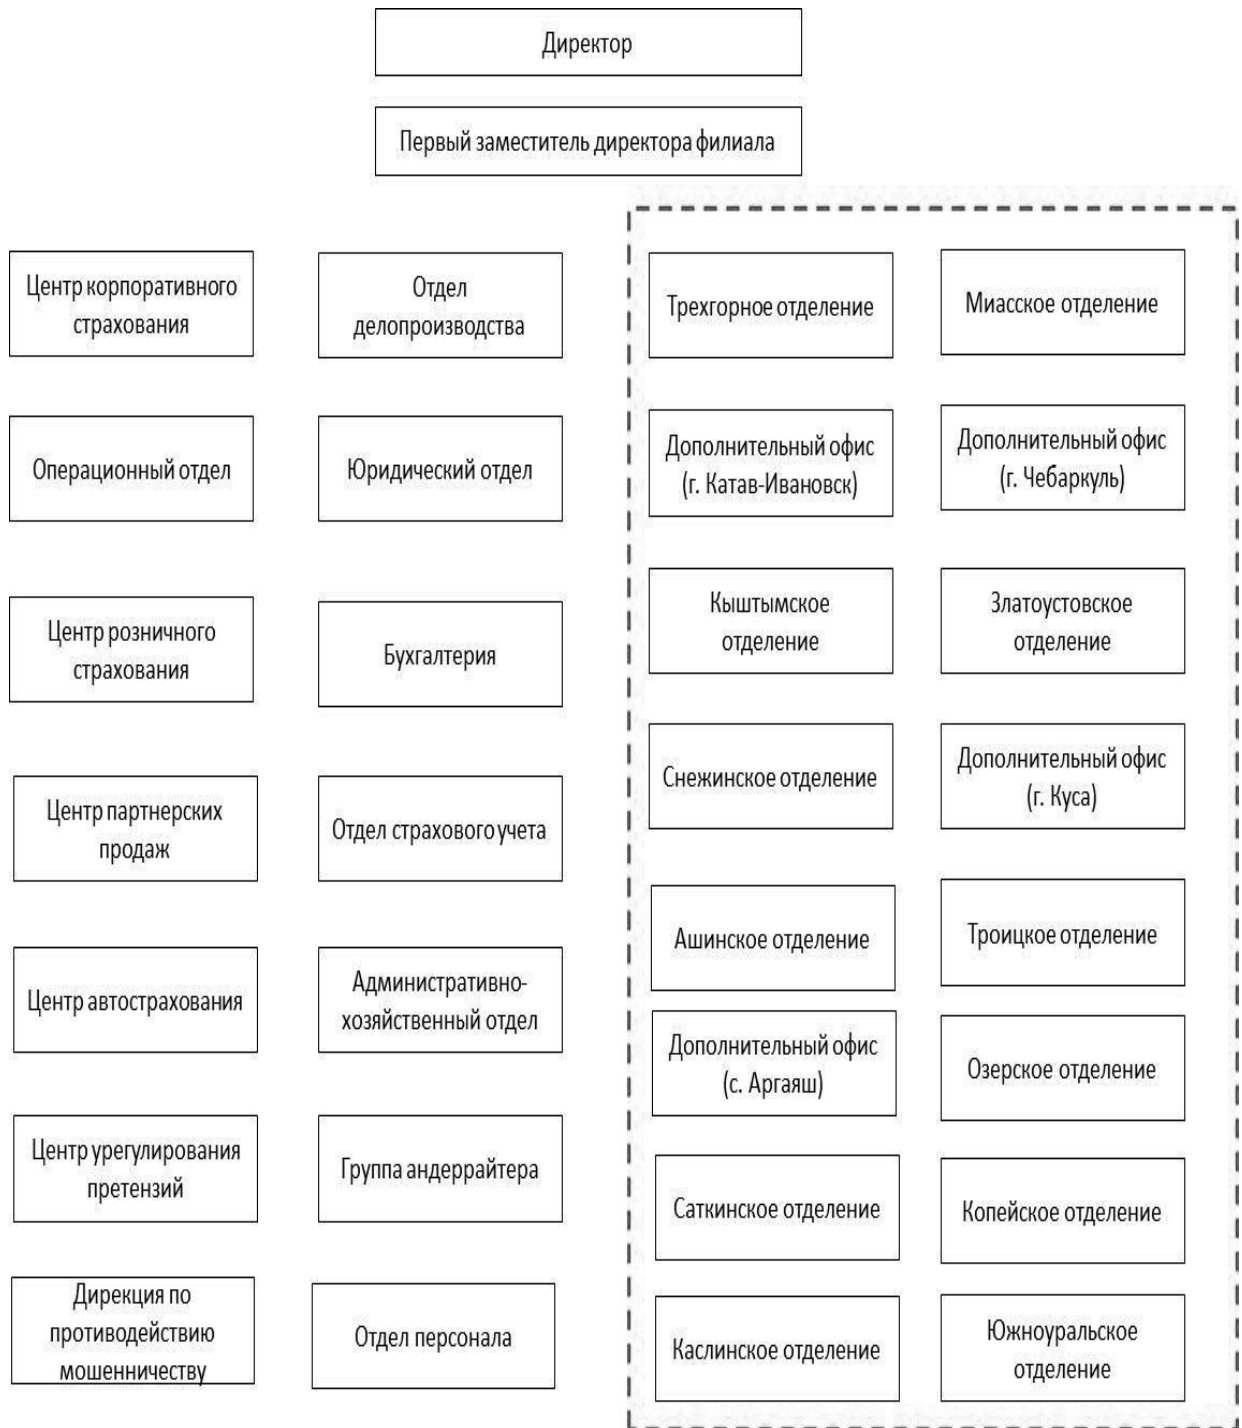 Директор
Первый заместитель директора филиала
Центр корпоративного
страхования
Отдел
делопроизводства
Трехгорное отделение
Миасское отделение
Операционный отдел
Юридический отдел
Дополнительный офис
(г. Катав-Ивановск)
Дополнительный офис
(г. Чебаркуль)
Центр розничного
страхования
Бухгалтерия
Кыштымское
отделение
Златоустовское
отделение
Центр партнерских
продаж
Отдел страхового учета
Снежинское отделение
Дополнительный офис
(г. Куса)
Центр автострахования
Административно-
хозяйственный отдел
Ашинское отделение
Троицкое отделение
Дополнительный офис
(с. Аргаяш)
Озерское отделение
Центр урегулирования
претензий
Группа андеррайтера
Саткинское отделение
Копейское отделение
Дирекция по
противодействию
мошенничеству
Отдел персонала
Каслинское отделение
Южноуральское
отделение